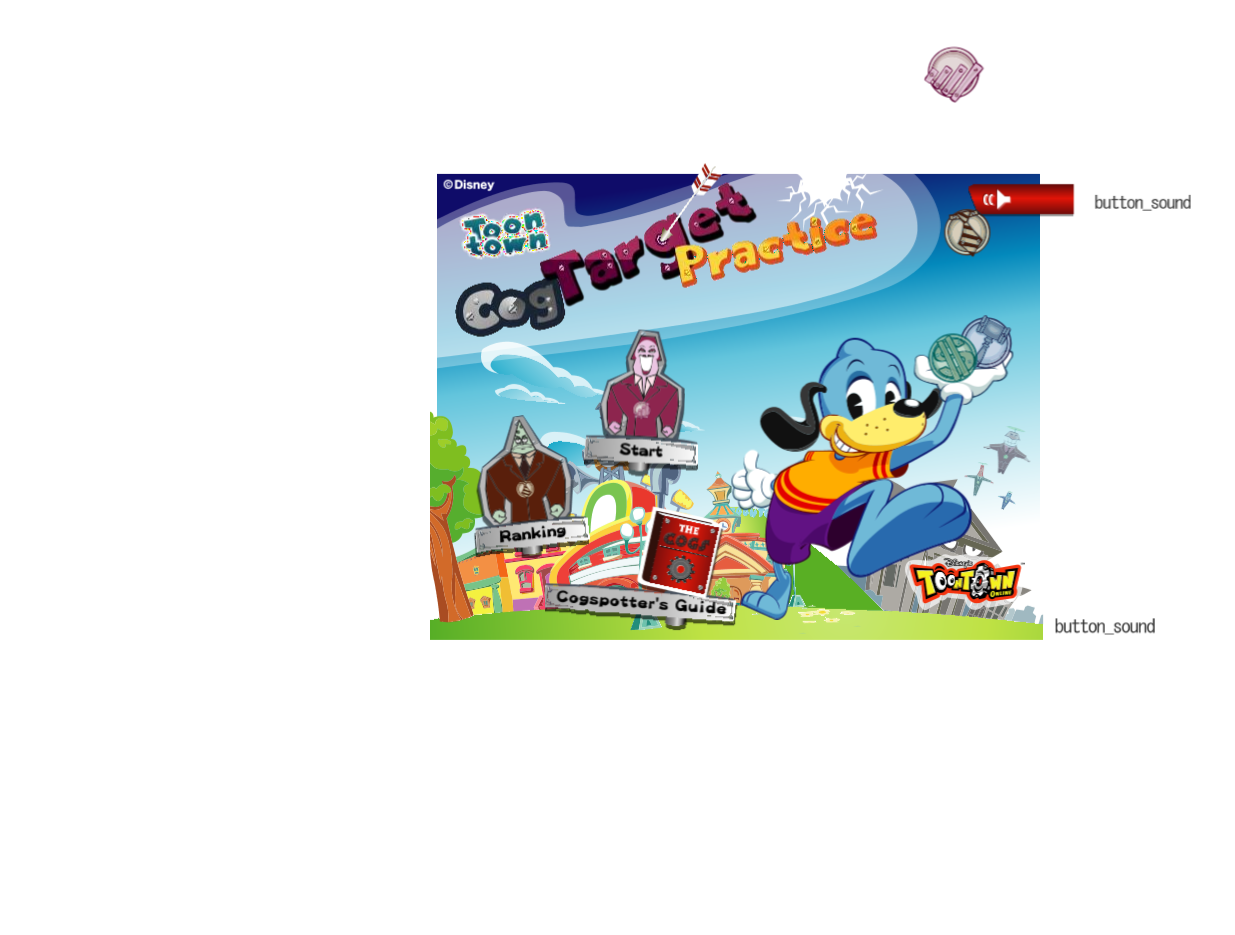 ©Disney
button_sound
Toon
town
Cog Target
Practice
Start
Ranking
THE
COGS
Cogspotter's Guide
Disney's
TOONTOWN
ONLINE
button_sound